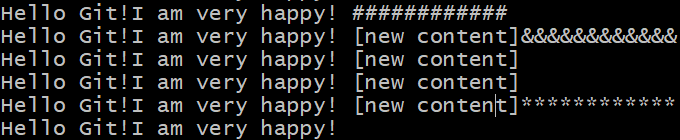 Hello Git!I am very happy! ############
Hello Git!I am very happy! [new content]&&&&&&&&&&&&
Hello Git!I am very happy! [new content]
Hello Git!I am very happy! [new content]
Hello Git!I am very happy! [new content]************
Hello Git!I am very happy!